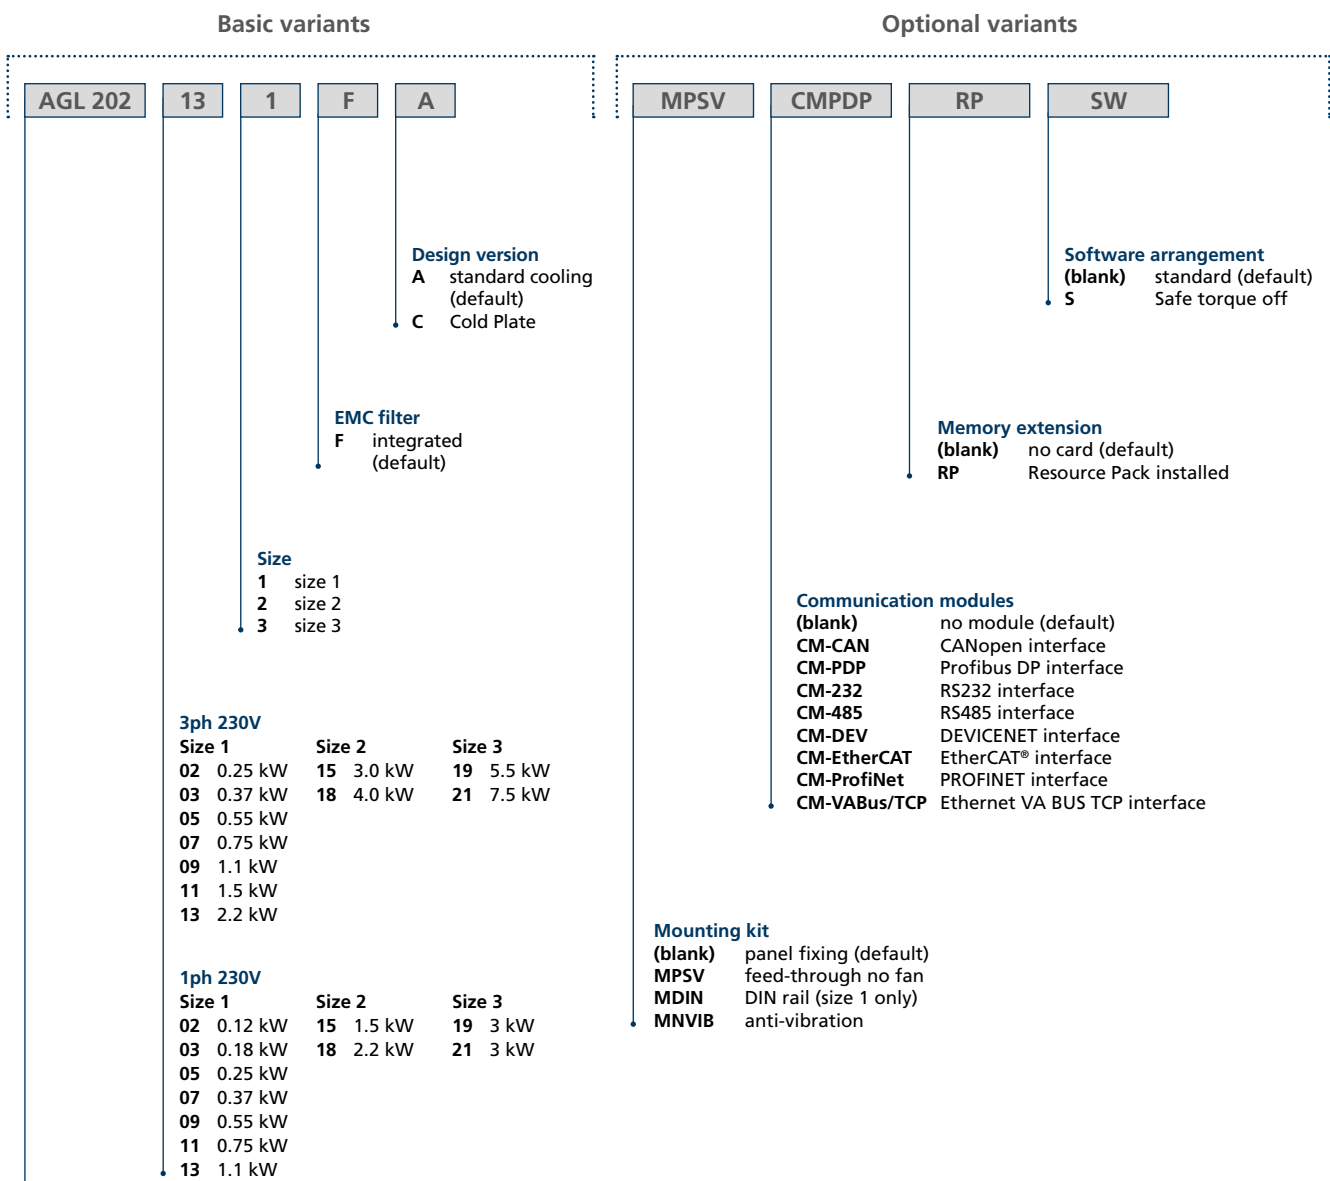 Basic variants
Optional variants
AGL 202 13 1 F A MPSV CMPDP RP SW
Design version
A standard cooling
(default)
C Cold Plate
Software arrangement
(blank) standard (default)
S Safe torque off
EMC filter
F integrated
(default)
Memory extension
(blank) no card (default)
RP Resource Pack installed
Size
1 size 1
2 size 2
3 size 3
Communication modules
(blank) no module (default)
CM-CAN CANopen interface
CM-PDP Profibus DP interface
CM-232 RS232 interface
CM-485 RS485 interface
CM-DEV DEVICENET interface
CM-EtherCAT EtherCAT® interface
CM-ProfiNet PROFINET interface
CM-VABus/TCP Ethernet VA BUS TCP interface
3ph 230V
Size 1 Size 2 Size 3
02 0.25 kW 15 3.0 kW 19 5.5 kW
03 0.37 kW 18 4.0 kW 21 7.5 kW
05 0.55 kW
07 0.75 kW
09 1.1 kW
11 1.5 kW
13 2.2 kW
Mounting kit
(blank) panel fixing (default)
MPSV feed-through no fan
MDIN DIN rail (size 1 only)
MNVIB anti-vibration
1ph 230V
Size 1 Size 2 Size 3
02 0.12 kW 15 1.5 kW 19 3 kW
03 0.18 kW 18 2.2 kW 21 3 kW
05 0.25 kW
07 0.37 kW
09 0.55 kW
11 0.75 kW
13 1.1 kW